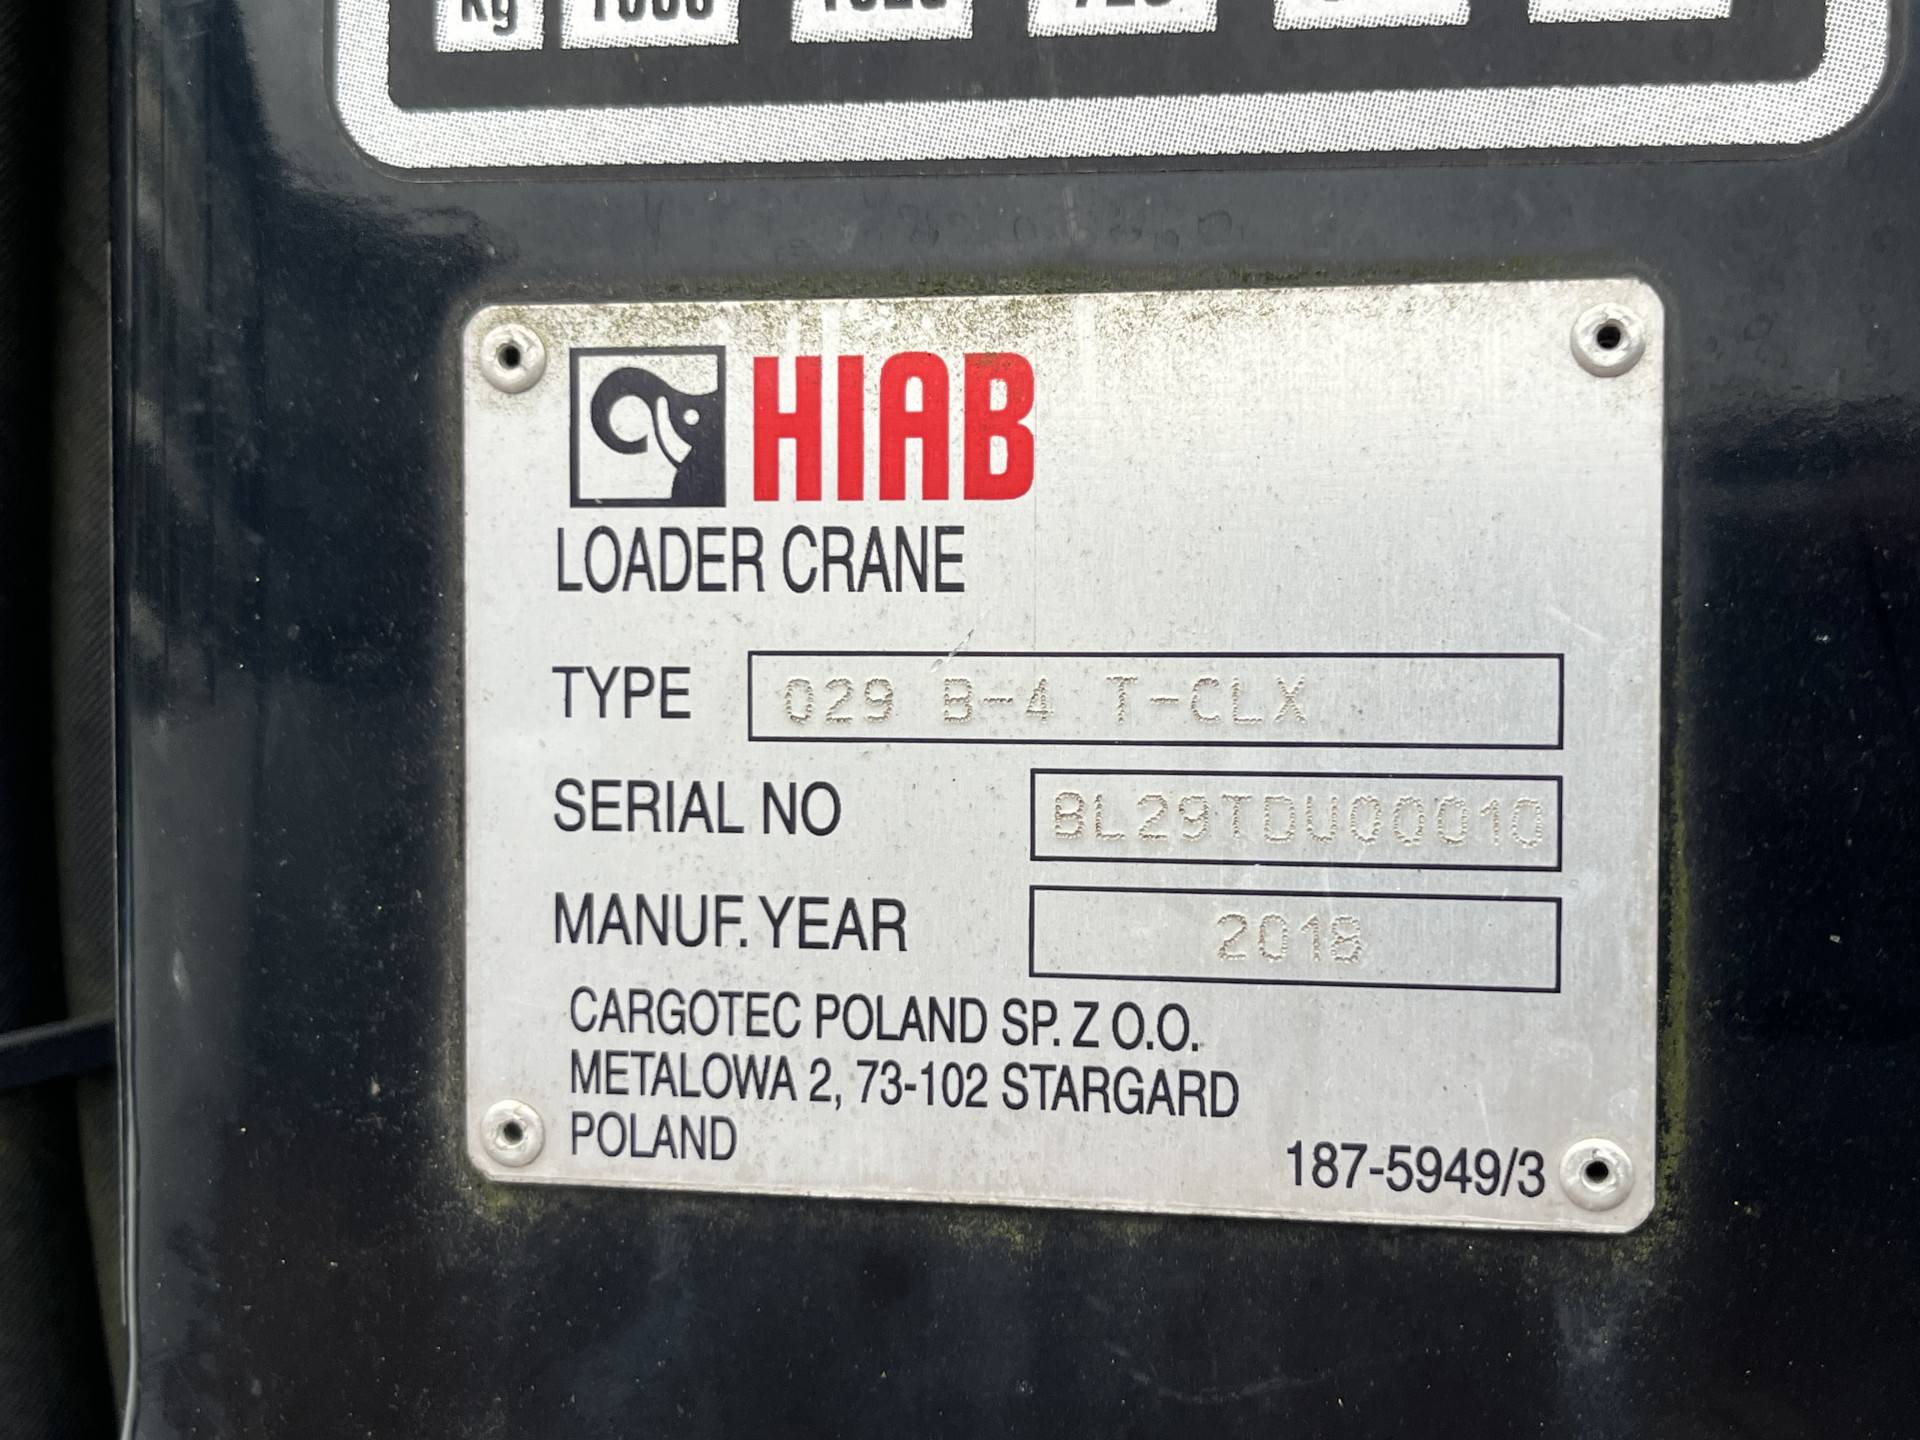 Kg
HIAB
LOADER CRANE
TYPE 029 B-4 T-CLX
SERIAL NO BL29TDU00010
MANUF. YEAR 2018
CARGOTEC POLAND SP. Z O.O.
METALOWA 2, 73-102 STARGARD
POLAND
187-5949/3